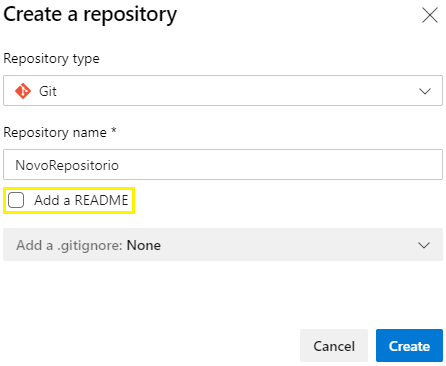 Create a repository
Repository type
Git
Repository name *
NovoRepositorio
Add a README
Add a .gitignore: None
Cancel Create